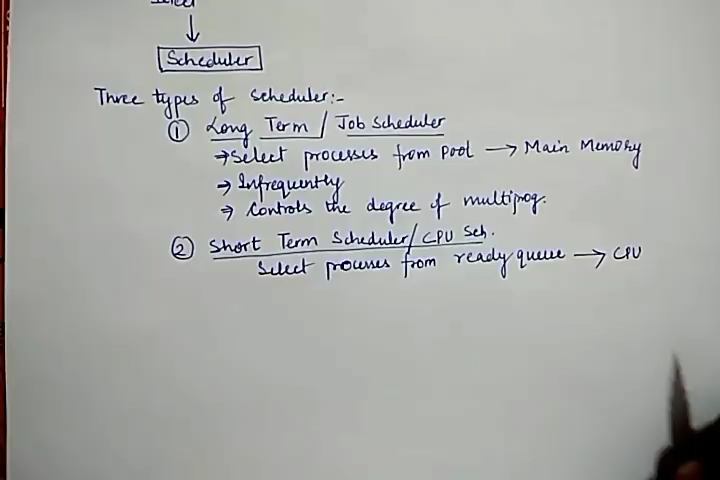 Select
Scheduler
Three types of scheduler:-
① Long Term / Job Scheduler
→ Select processes from Pool → Main Memory
→ Infrequently
→ Controls the degree of multiprog.
② Short Term Scheduler / CPU Sch.
Select processes from ready queue → CPU